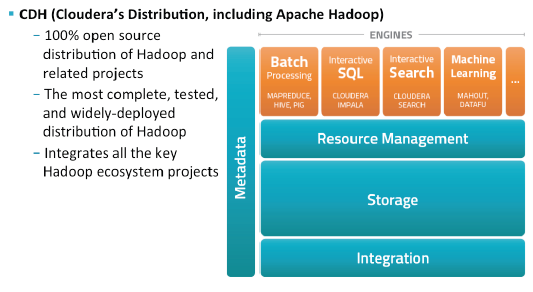 ▪ CDH (Cloudera's Distribution, including Apache Hadoop)
– 100% open source
distribution of Hadoop and
related projects
– The most complete, tested,
and widely-deployed
distribution of Hadoop
– Integrates all the key
Hadoop ecosystem projects
ENGINES
Batch
Processing
MAPREDUCE,
HIVE, PIG
Interactive
SQL
CLOUDERA
IMPALA
Interactive
Search
CLOUDERA
SEARCH
Machine
Learning
MAHOUT,
DATAFU
...
Metadata
Resource Management
Storage
Integration